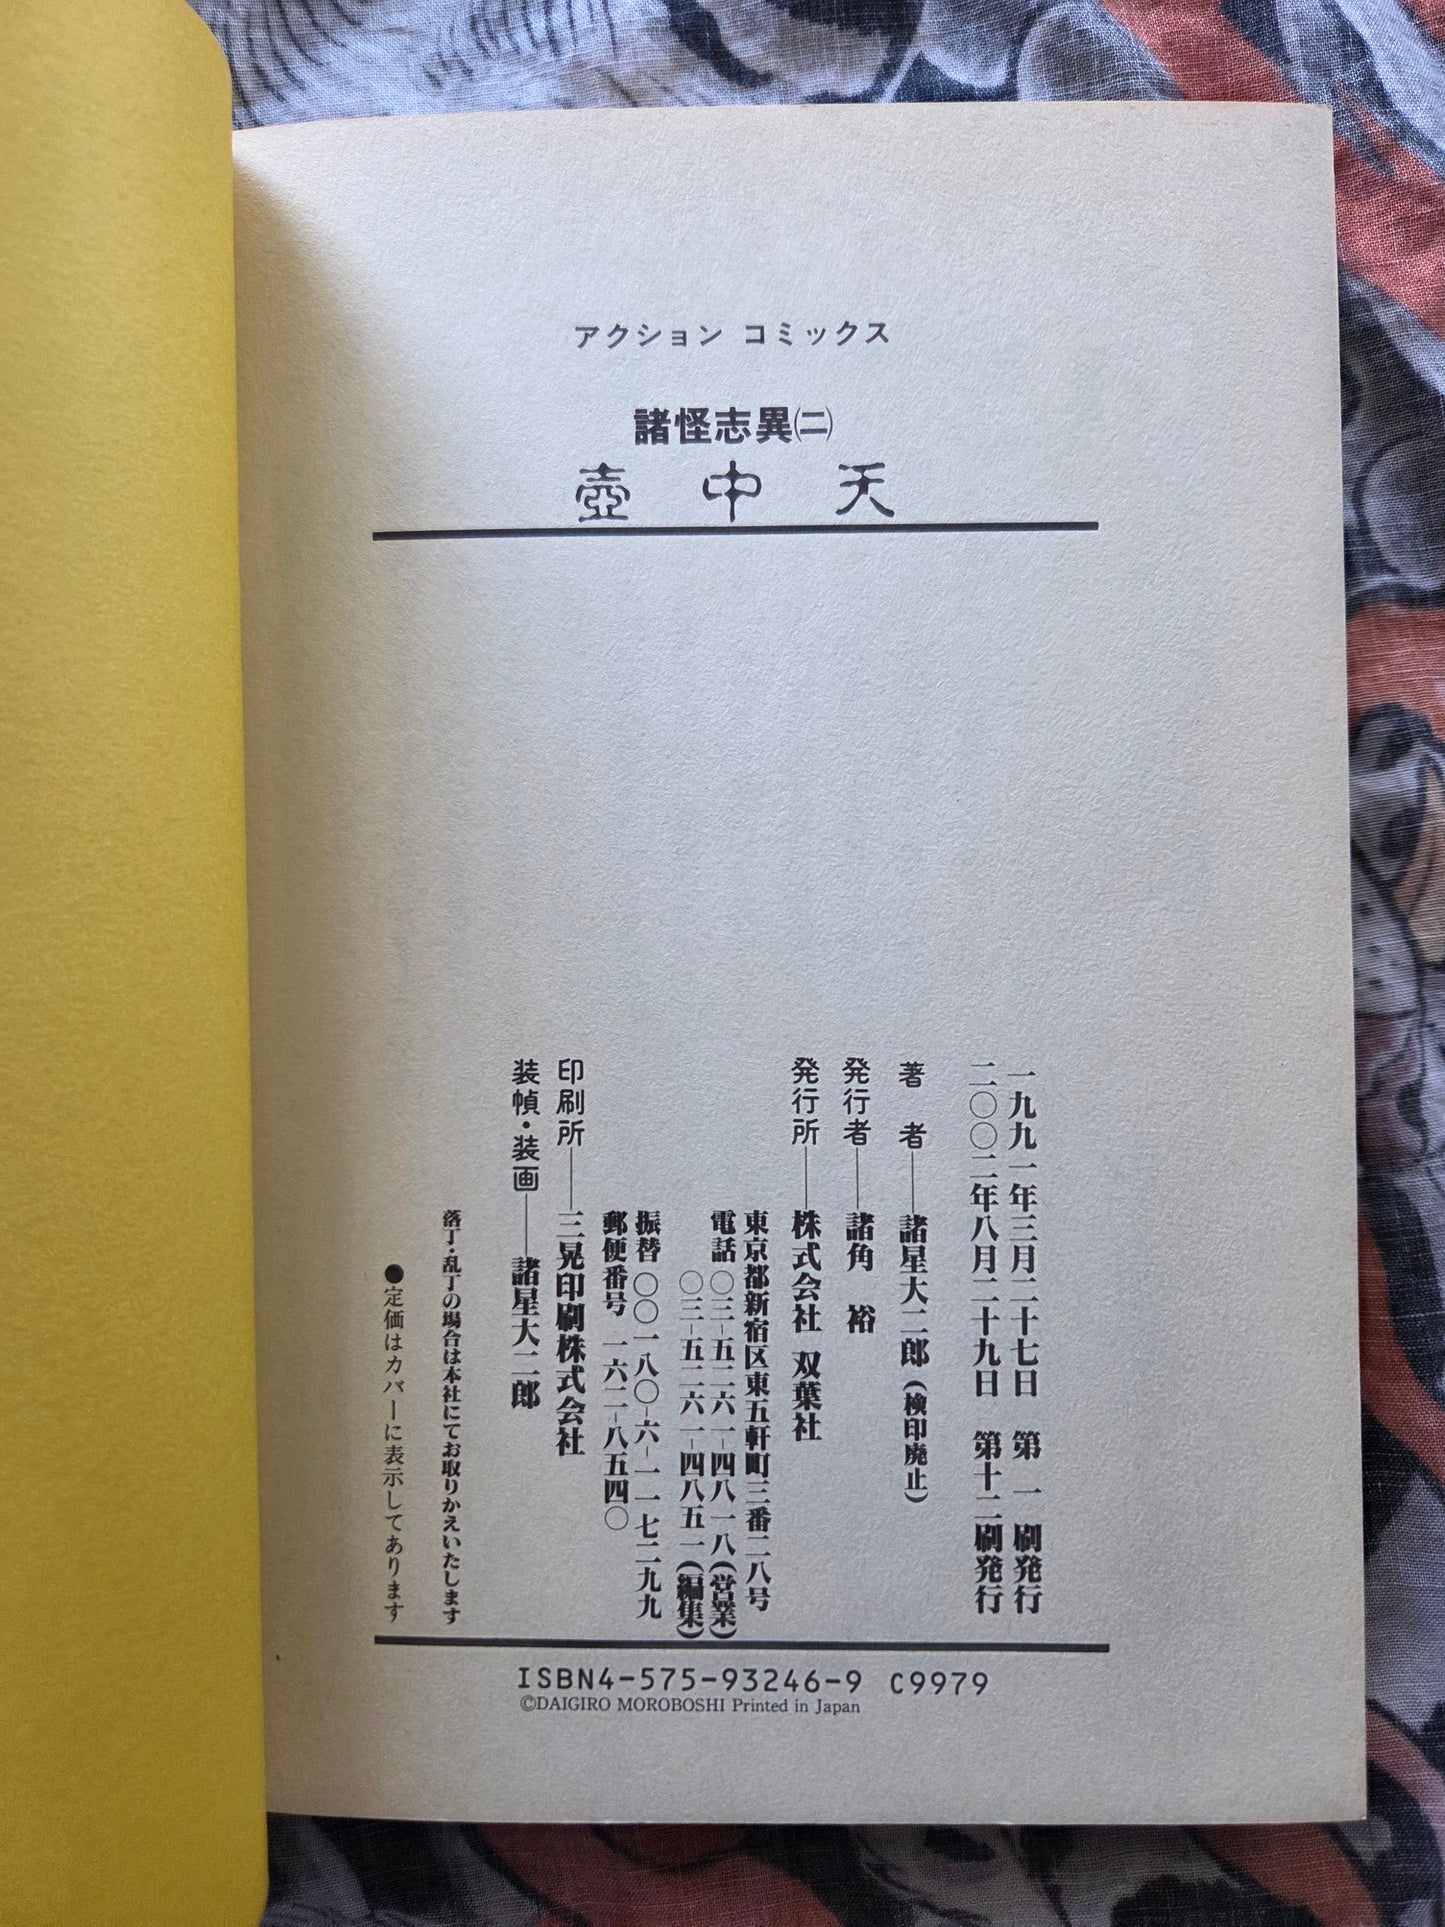 アクション コミックス
諸怪志異㈡
壺中天
一九九一年三月二十七日 第一刷発行
二〇〇二年八月二十九日 第十二刷発行
著者――諸星大二郎(検印廃止)
発行者――諸角 裕
発行所――株式会社 双葉社
東京都新宿区東五軒町三番二八号
電話 〇三-五二六一-四八一八(営業)
〇三-五二六一-四八五一(編集)
振替 〇〇一八〇-六-一一七二九九
郵便番号 一六二-八五四〇
印刷所――三晃印刷株式会社
装幀・装画――諸星大二郎
落丁・乱丁の場合は本社にてお取りかえいたします
●定価はカバーに表示してあります
ISBN4-575-93246-9 C9979
©DAIGIRO MOROBOSHI Printed in Japan